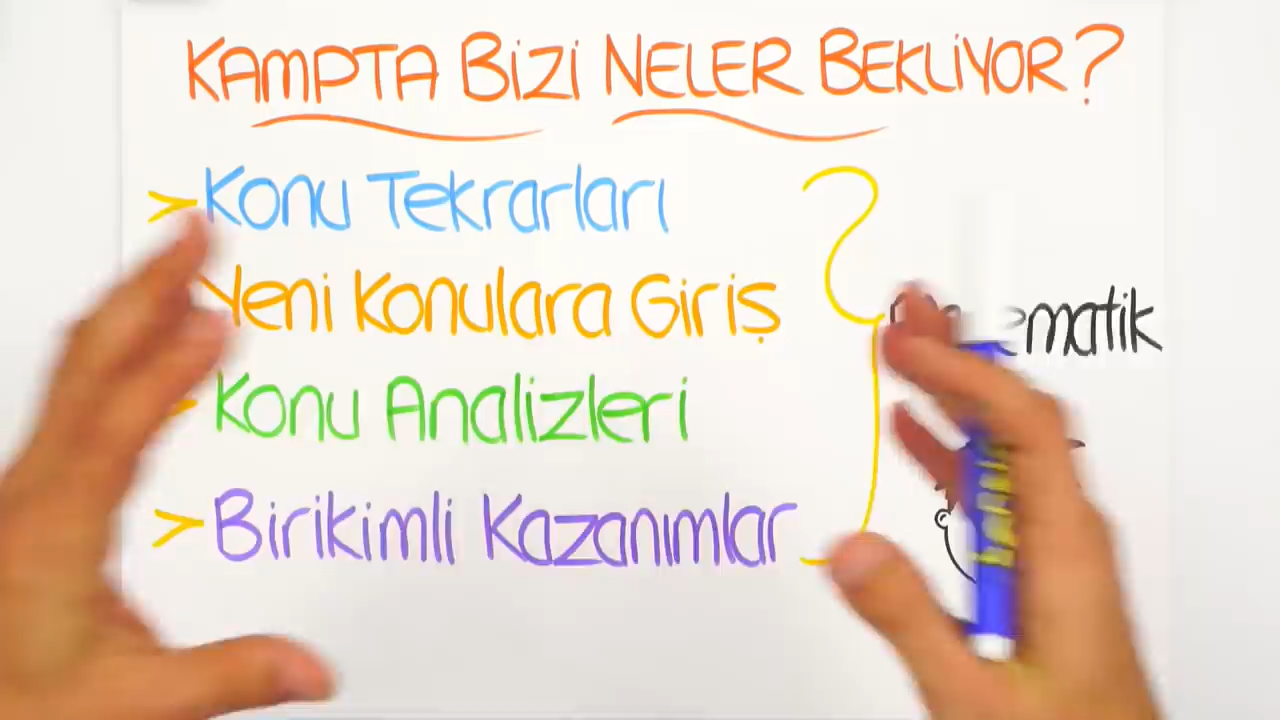 KAMPTA BİZİ NELER BEKLİYOR?
> Konu Tekrarları
Yeni Konulara Giriş
Konu Analizleri
> Birikimli Kazanımlar